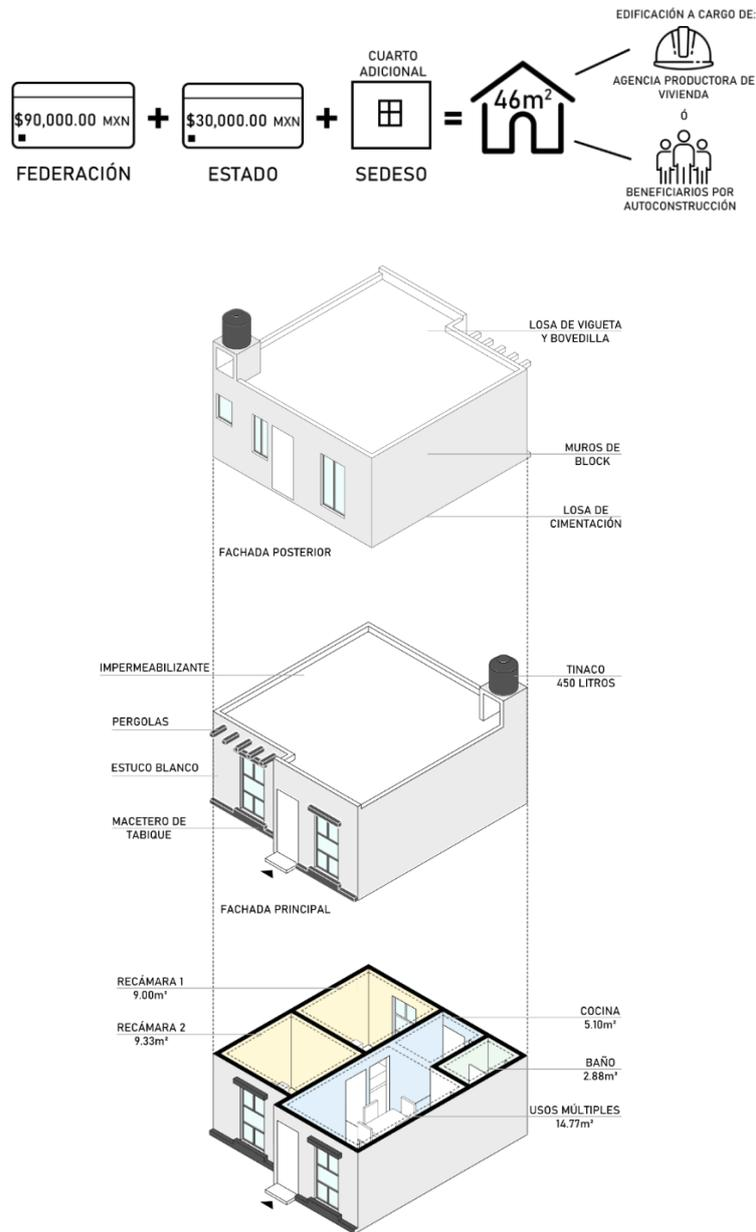 EDIFICACIÓN A CARGO DE:
AGENCIA PRODUCTORA DE
VIVIENDA
ó
BENEFICIARIOS POR
AUTOCONSTRUCCIÓN
CUARTO
ADICIONAL
$90,000.00 MXN
+
$30,000.00 MXN
+
=
46m²
FEDERACIÓN
ESTADO
SEDESO
LOSA DE VIGUETA
Y BOVEDILLA
MUROS DE
BLOCK
LOSA DE
CIMENTACIÓN
FACHADA POSTERIOR
IMPERMEABILIZANTE
TINACO
450 LITROS
PERGOLAS
ESTUCO BLANCO
MACETERO DE
TABIQUE
FACHADA PRINCIPAL
RECÁMARA 1
9.00m²
RECÁMARA 2
9.33m²
COCINA
5.10m²
BAÑO
2.88m²
USOS MÚLTIPLES
14.77m²